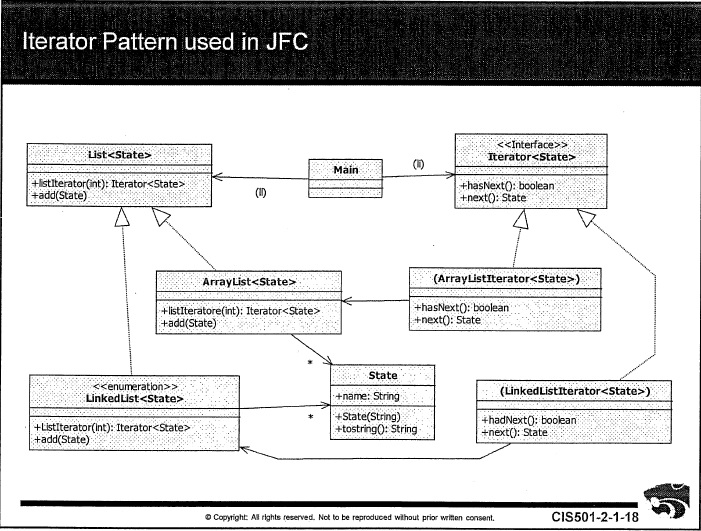 Iterator Pattern used in JFC
List<State>
+listIterator(int): Iterator<State>
+add(State)
Main
(ll)
(li)
<<Interface>>
Iterator<State>
+hasNext(): boolean
+next(): State
ArrayList<State>
+listIteratore(int): Iterator<State>
+add(State)
(ArrayListIterator<State>)
+hasNext(): boolean
+next(): State
*
State
+name: String
+State(String)
+tostring(): String
<<enumeration>>
LinkedList<State>
+ListIterator(int): Iterator<State>
+add(State)
*
(LinkedListIterator<State>)
+hadNext(): boolean
+next(): State
© Copyright: All rights reserved. Not to be reproduced without prior written consent.
CIS501-2-1-18